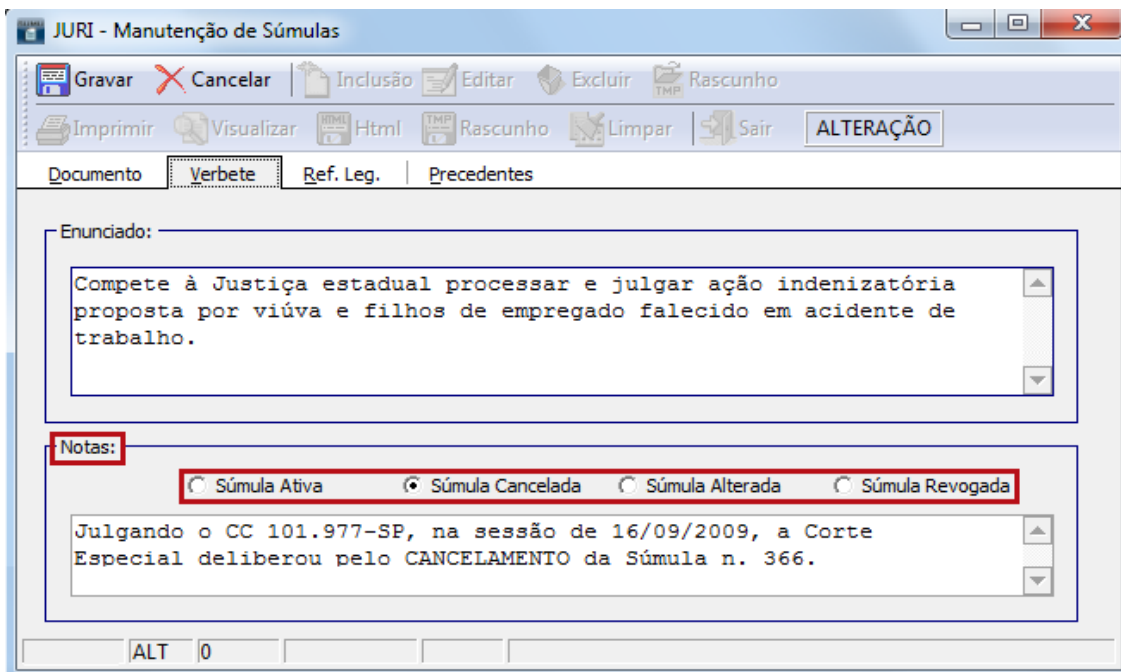 JURI - Manutenção de Súmulas
Gravar Cancelar Inclusão Editar Excluir TMP Rascunho
Imprimir Visualizar HTML Html TMP Rascunho Limpar Sair ALTERAÇÃO
Documento Verbete Ref. Leg. Precedentes
Enunciado:
Compete à Justiça estadual processar e julgar ação indenizatória
proposta por viúva e filhos de empregado falecido em acidente de
trabalho.
Notas:
Súmula Ativa Súmula Cancelada Súmula Alterada Súmula Revogada
Julgando o CC 101.977-SP, na sessão de 16/09/2009, a Corte
Especial deliberou pelo CANCELAMENTO da Súmula n. 366.
ALT 0